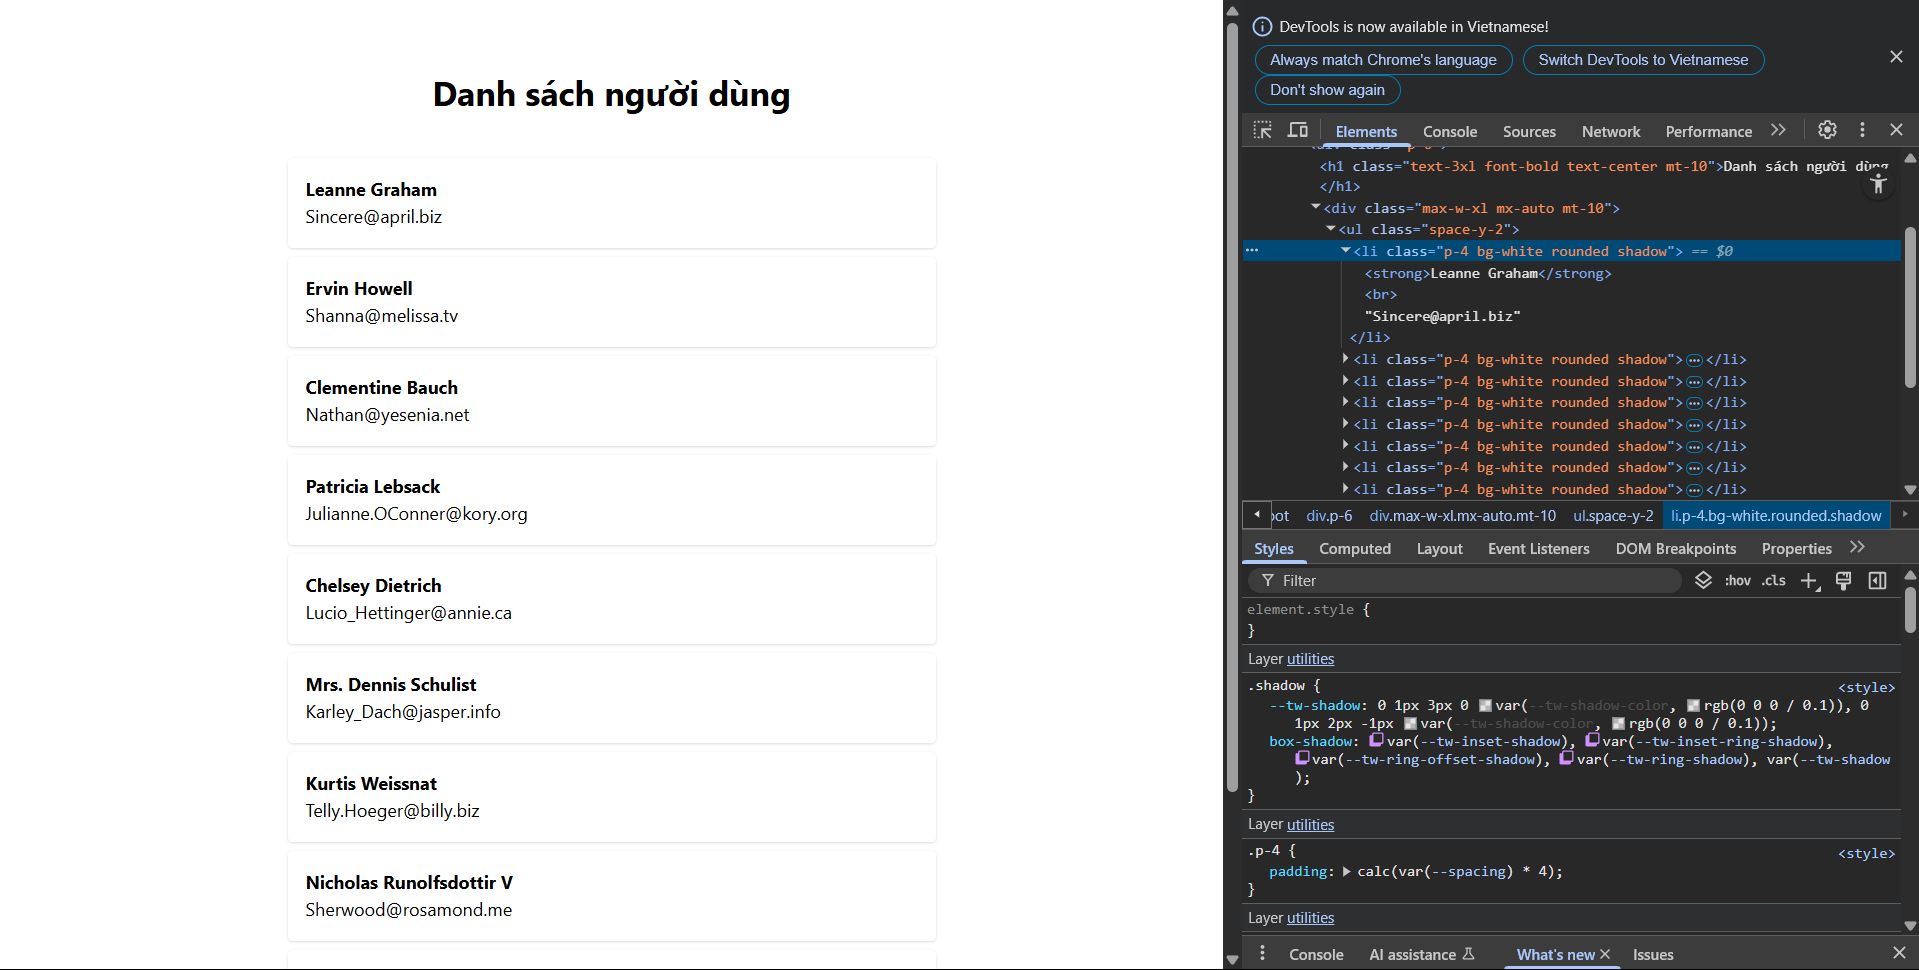 Danh sách người dùng
Leanne Graham
Sincere@april.biz
Ervin Howell
Shanna@melissa.tv
Clementine Bauch
Nathan@yesenia.net
Patricia Lebsack
Julianne.OConner@kory.org
Chelsey Dietrich
Lucio_Hettinger@annie.ca
Mrs. Dennis Schulist
Karley_Dach@jasper.info
Kurtis Weissnat
Telly.Hoeger@billy.biz
Nicholas Runolfsdottir V
Sherwood@rosamond.me
DevTools is now available in Vietnamese!
Always match Chrome's language
Switch DevTools to Vietnamese
Don't show again
Elements Console Sources Network Performance
<h1 class="text-3xl font-bold text-center mt-10">Danh sách người dùng
</h1>
<div class="max-w-xl mx-auto mt-10">
<ul class="space-y-2">
<li class="p-4 bg-white rounded shadow"> == $0
<strong>Leanne Graham</strong>
<br>
"Sincere@april.biz"
</li>
<li class="p-4 bg-white rounded shadow">…</li>
<li class="p-4 bg-white rounded shadow">…</li>
<li class="p-4 bg-white rounded shadow">…</li>
<li class="p-4 bg-white rounded shadow">…</li>
<li class="p-4 bg-white rounded shadow">…</li>
<li class="p-4 bg-white rounded shadow">…</li>
<li class="p-4 bg-white rounded shadow">…</li>
oot div.p-6 div.max-w-xl.mx-auto.mt-10 ul.space-y-2 li.p-4.bg-white.rounded.shadow
Styles Computed Layout Event Listeners DOM Breakpoints Properties
Filter :hov .cls
element.style {
}
Layer utilities
.shadow { <style>
--tw-shadow: 0 1px 3px 0 var(--tw-shadow-color, rgb(0 0 0 / 0.1)), 0
1px 2px -1px var(--tw-shadow-color, rgb(0 0 0 / 0.1));
box-shadow: var(--tw-inset-shadow), var(--tw-inset-ring-shadow),
var(--tw-ring-offset-shadow), var(--tw-ring-shadow), var(--tw-shadow
);
}
Layer utilities
.p-4 { <style>
padding: calc(var(--spacing) * 4);
}
Layer utilities
Console AI assistance What's new Issues